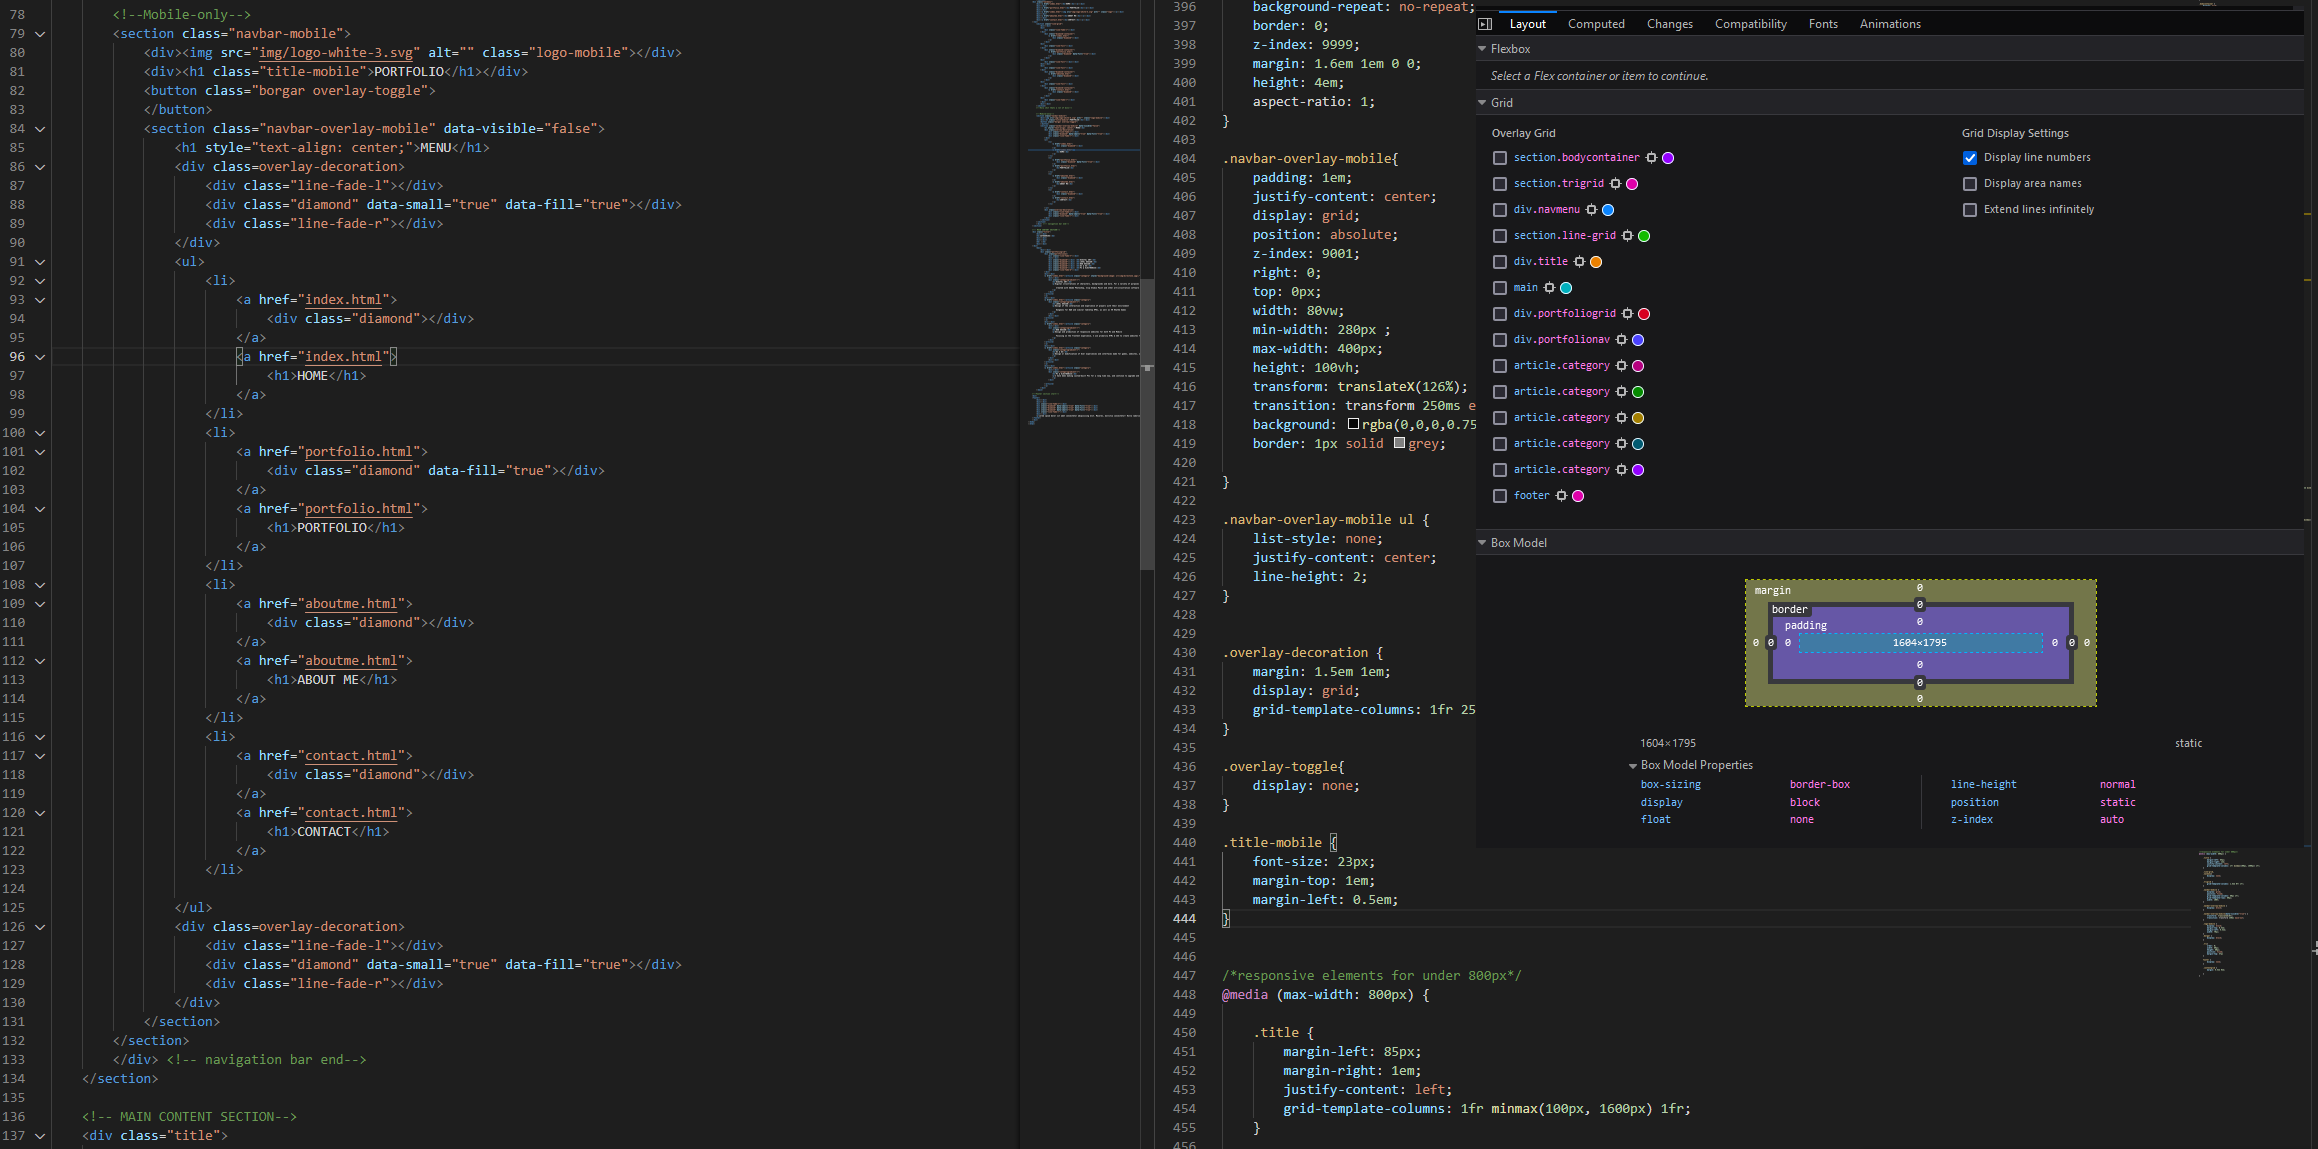 78 <!--Mobile-only-->
79 <section class="navbar-mobile">
80 <div><img src="img/logo-white-3.svg" alt="" class="logo-mobile"></div>
81 <div><h1 class="title-mobile">PORTFOLIO</h1></div>
82 <button class="borgar overlay-toggle">
83 </button>
84 <section class="navbar-overlay-mobile" data-visible="false">
85 <h1 style="text-align: center;">MENU</h1>
86 <div class=overlay-decoration>
87 <div class="line-fade-l"></div>
88 <div class="diamond" data-small="true" data-fill="true"></div>
89 <div class="line-fade-r"></div>
90 </div>
91 <ul>
92 <li>
93 <a href="index.html">
94 <div class="diamond"></div>
95 </a>
96 <a href="index.html">
97 <h1>HOME</h1>
98 </a>
99 </li>
100 <li>
101 <a href="portfolio.html">
102 <div class="diamond" data-fill="true"></div>
103 </a>
104 <a href="portfolio.html">
105 <h1>PORTFOLIO</h1>
106 </a>
107 </li>
108 <li>
109 <a href="aboutme.html">
110 <div class="diamond"></div>
111 </a>
112 <a href="aboutme.html">
113 <h1>ABOUT ME</h1>
114 </a>
115 </li>
116 <li>
117 <a href="contact.html">
118 <div class="diamond"></div>
119 </a>
120 <a href="contact.html">
121 <h1>CONTACT</h1>
122 </a>
123 </li>
124
125 </ul>
126 <div class=overlay-decoration>
127 <div class="line-fade-l"></div>
128 <div class="diamond" data-small="true" data-fill="true"></div>
129 <div class="line-fade-r"></div>
130 </div>
131 </section>
132 </section>
133 </div> <!-- navigation bar end-->
134 </section>
135
136 <!-- MAIN CONTENT SECTION-->
137 <div class="title">
396 background-repeat: no-repeat;
397 border: 0;
398 z-index: 9999;
399 margin: 1.6em 1em 0 0;
400 height: 4em;
401 aspect-ratio: 1;
402 }
403
404 .navbar-overlay-mobile{
405 padding: 1em;
406 justify-content: center;
407 display: grid;
408 position: absolute;
409 z-index: 9001;
410 right: 0;
411 top: 0px;
412 width: 80vw;
413 min-width: 280px ;
414 max-width: 400px;
415 height: 100vh;
416 transform: translateX(126%);
417 transition: transform 250ms e
418 background: rgba(0,0,0,0.75
419 border: 1px solid grey;
420
421 }
422
423 .navbar-overlay-mobile ul {
424 list-style: none;
425 justify-content: center;
426 line-height: 2;
427 }
428
429
430 .overlay-decoration {
431 margin: 1.5em 1em;
432 display: grid;
433 grid-template-columns: 1fr 25
434 }
435
436 .overlay-toggle{
437 display: none;
438 }
439
440 .title-mobile {
441 font-size: 23px;
442 margin-top: 1em;
443 margin-left: 0.5em;
444 }
445
446
447 /*responsive elements for under 800px*/
448 @media (max-width: 800px) {
449
450 .title {
451 margin-left: 85px;
452 margin-right: 1em;
453 justify-content: left;
454 grid-template-columns: 1fr minmax(100px, 1600px) 1fr;
455 }
456
Layout Computed Changes Compatibility Fonts Animations
Flexbox
Select a Flex container or item to continue.
Grid
Overlay Grid
section.bodycontainer
section.trigrid
div.navmenu
section.line-grid
div.title
main
div.portfoliogrid
div.portfolionav
article.category
article.category
article.category
article.category
article.category
footer
Grid Display Settings
Display line numbers
Display area names
Extend lines infinitely
Box Model
margin 0
border 0
padding 0
0 0 0 1604×1795 0 0 0
0
0
0
1604×1795 static
Box Model Properties
box-sizing border-box line-height normal
display block position static
float none z-index auto